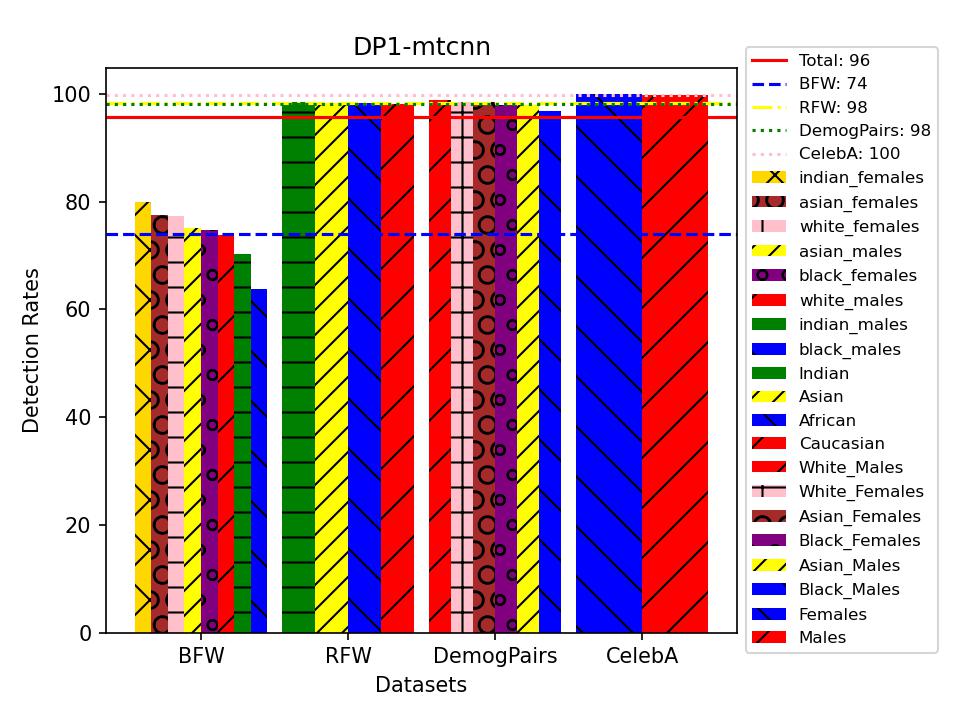 DP1-mtcnn
Detection Rates
100
80
60
40
20
0
BFW RFW DemogPairs CelebA
Datasets
Total: 96
BFW: 74
RFW: 98
DemogPairs: 98
CelebA: 100
indian_females
asian_females
white_females
asian_males
black_females
white_males
indian_males
black_males
Indian
Asian
African
Caucasian
White_Males
White_Females
Asian_Females
Black_Females
Asian_Males
Black_Males
Females
Males